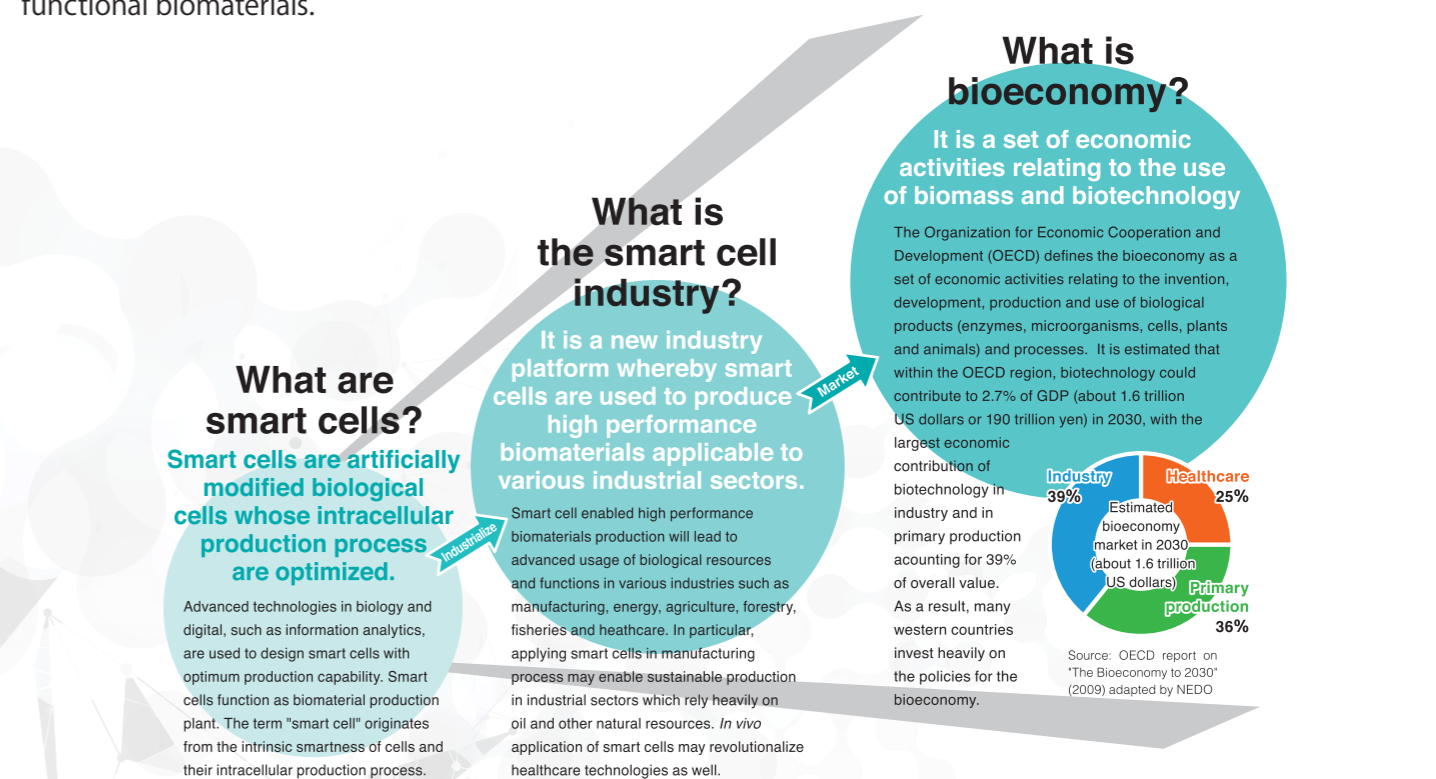 functional biomaterials.
What are
smart cells?
Smart cells are artificially
modified biological
cells whose intracellular
production process
are optimized.
Advanced technologies in biology and
digital, such as information analytics,
are used to design smart cells with
optimum production capability. Smart
cells function as biomaterial production
plant. The term "smart cell" originates
from the intrinsic smartness of cells and
their intracellular production process.
Industrialize
What is
the smart cell
industry?
It is a new industry
platform whereby smart
cells are used to produce
high performance
biomaterials applicable to
various industrial sectors.
Smart cell enabled high performance
biomaterials production will lead to
advanced usage of biological resources
and functions in various industries such as
manufacturing, energy, agriculture, forestry,
fisheries and heathcare. In particular,
applying smart cells in manufacturing
process may enable sustainable production
in industrial sectors which rely heavily on
oil and other natural resources. In vivo
application of smart cells may revolutionalize
healthcare technologies as well.
Market
What is
bioeconomy?
It is a set of economic
activities relating to the use
of biomass and biotechnology
The Organization for Economic Cooperation and
Development (OECD) defines the bioeconomy as a
set of economic activities relating to the invention,
development, production and use of biological
products (enzymes, microorganisms, cells, plants
and animals) and processes. It is estimated that
within the OECD region, biotechnology could
contribute to 2.7% of GDP (about 1.6 trillion
US dollars or 190 trillion yen) in 2030, with the
largest economic
contribution of
biotechnology in
industry and in
primary production
acounting for 39%
of overall value.
As a result, many
western countries
invest heavily on
the policies for the
bioeconomy.
Industry
39%
Healthcare
25%
Estimated
bioeconomy
market in 2030
(about 1.6 trillion
US dollars)
Primary
production
36%
Source: OECD report on
"The Bioeconomy to 2030"
(2009) adapted by NEDO